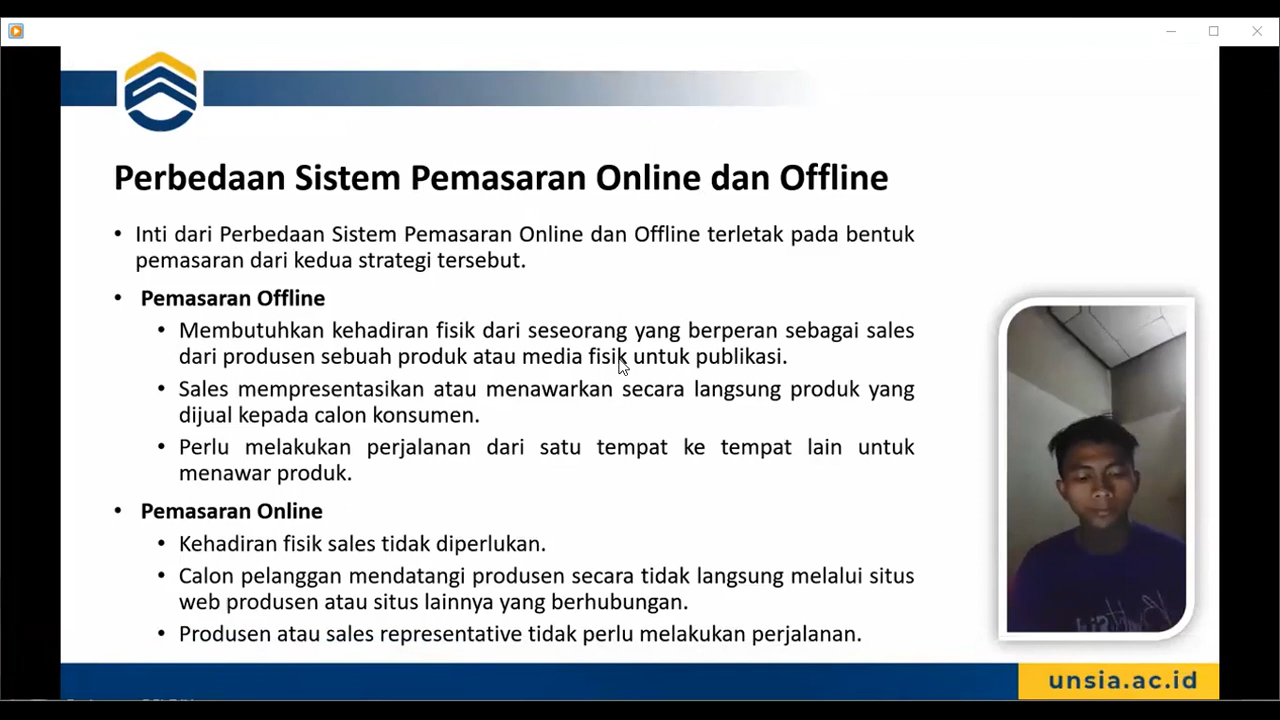 Perbedaan Sistem Pemasaran Online dan Offline
• Inti dari Perbedaan Sistem Pemasaran Online dan Offline terletak pada bentuk
pemasaran dari kedua strategi tersebut.
• Pemasaran Offline
• Membutuhkan kehadiran fisik dari seseorang yang berperan sebagai sales
dari produsen sebuah produk atau media fisik untuk publikasi.
• Sales mempresentasikan atau menawarkan secara langsung produk yang
dijual kepada calon konsumen.
• Perlu melakukan perjalanan dari satu tempat ke tempat lain untuk
menawar produk.
• Pemasaran Online
• Kehadiran fisik sales tidak diperlukan.
• Calon pelanggan mendatangi produsen secara tidak langsung melalui situs
web produsen atau situs lainnya yang berhubungan.
• Produsen atau sales representative tidak perlu melakukan perjalanan.
unsia.ac.id